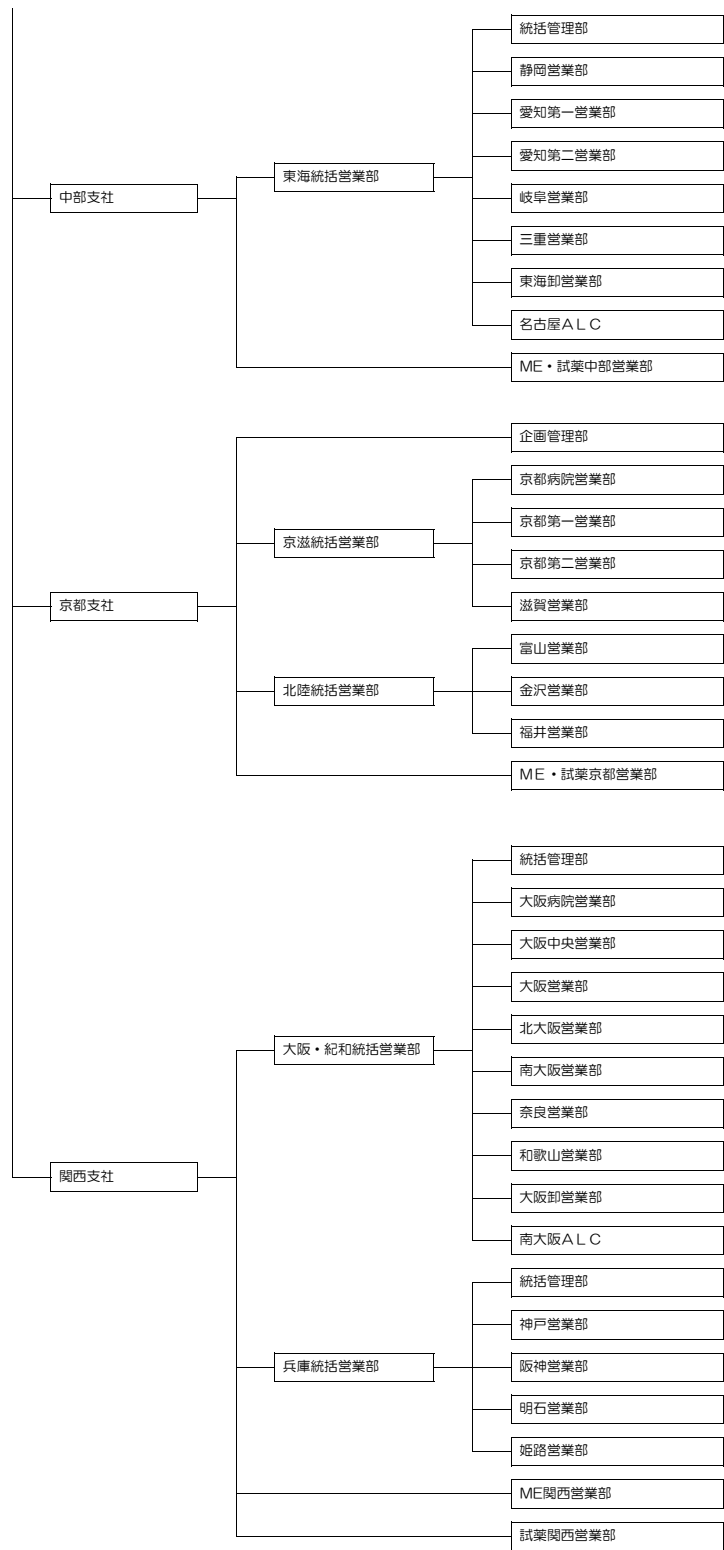 統括管理部
静岡営業部
愛知第一営業部
愛知第二営業部
東海統括営業部
中部支社
岐阜営業部
三重営業部
東海卸営業部
名古屋ＡＬＣ
ME・試薬中部営業部
企画管理部
京都病院営業部
京都第一営業部
京滋統括営業部
京都第二営業部
京都支社
滋賀営業部
富山営業部
北陸統括営業部
金沢営業部
福井営業部
ＭＥ・試薬京都営業部
統括管理部
大阪病院営業部
大阪中央営業部
大阪営業部
北大阪営業部
大阪・紀和統括営業部
南大阪営業部
奈良営業部
和歌山営業部
関西支社
大阪卸営業部
南大阪ＡＬＣ
統括管理部
神戸営業部
兵庫統括営業部
阪神営業部
明石営業部
姫路営業部
ME関西営業部
試薬関西営業部